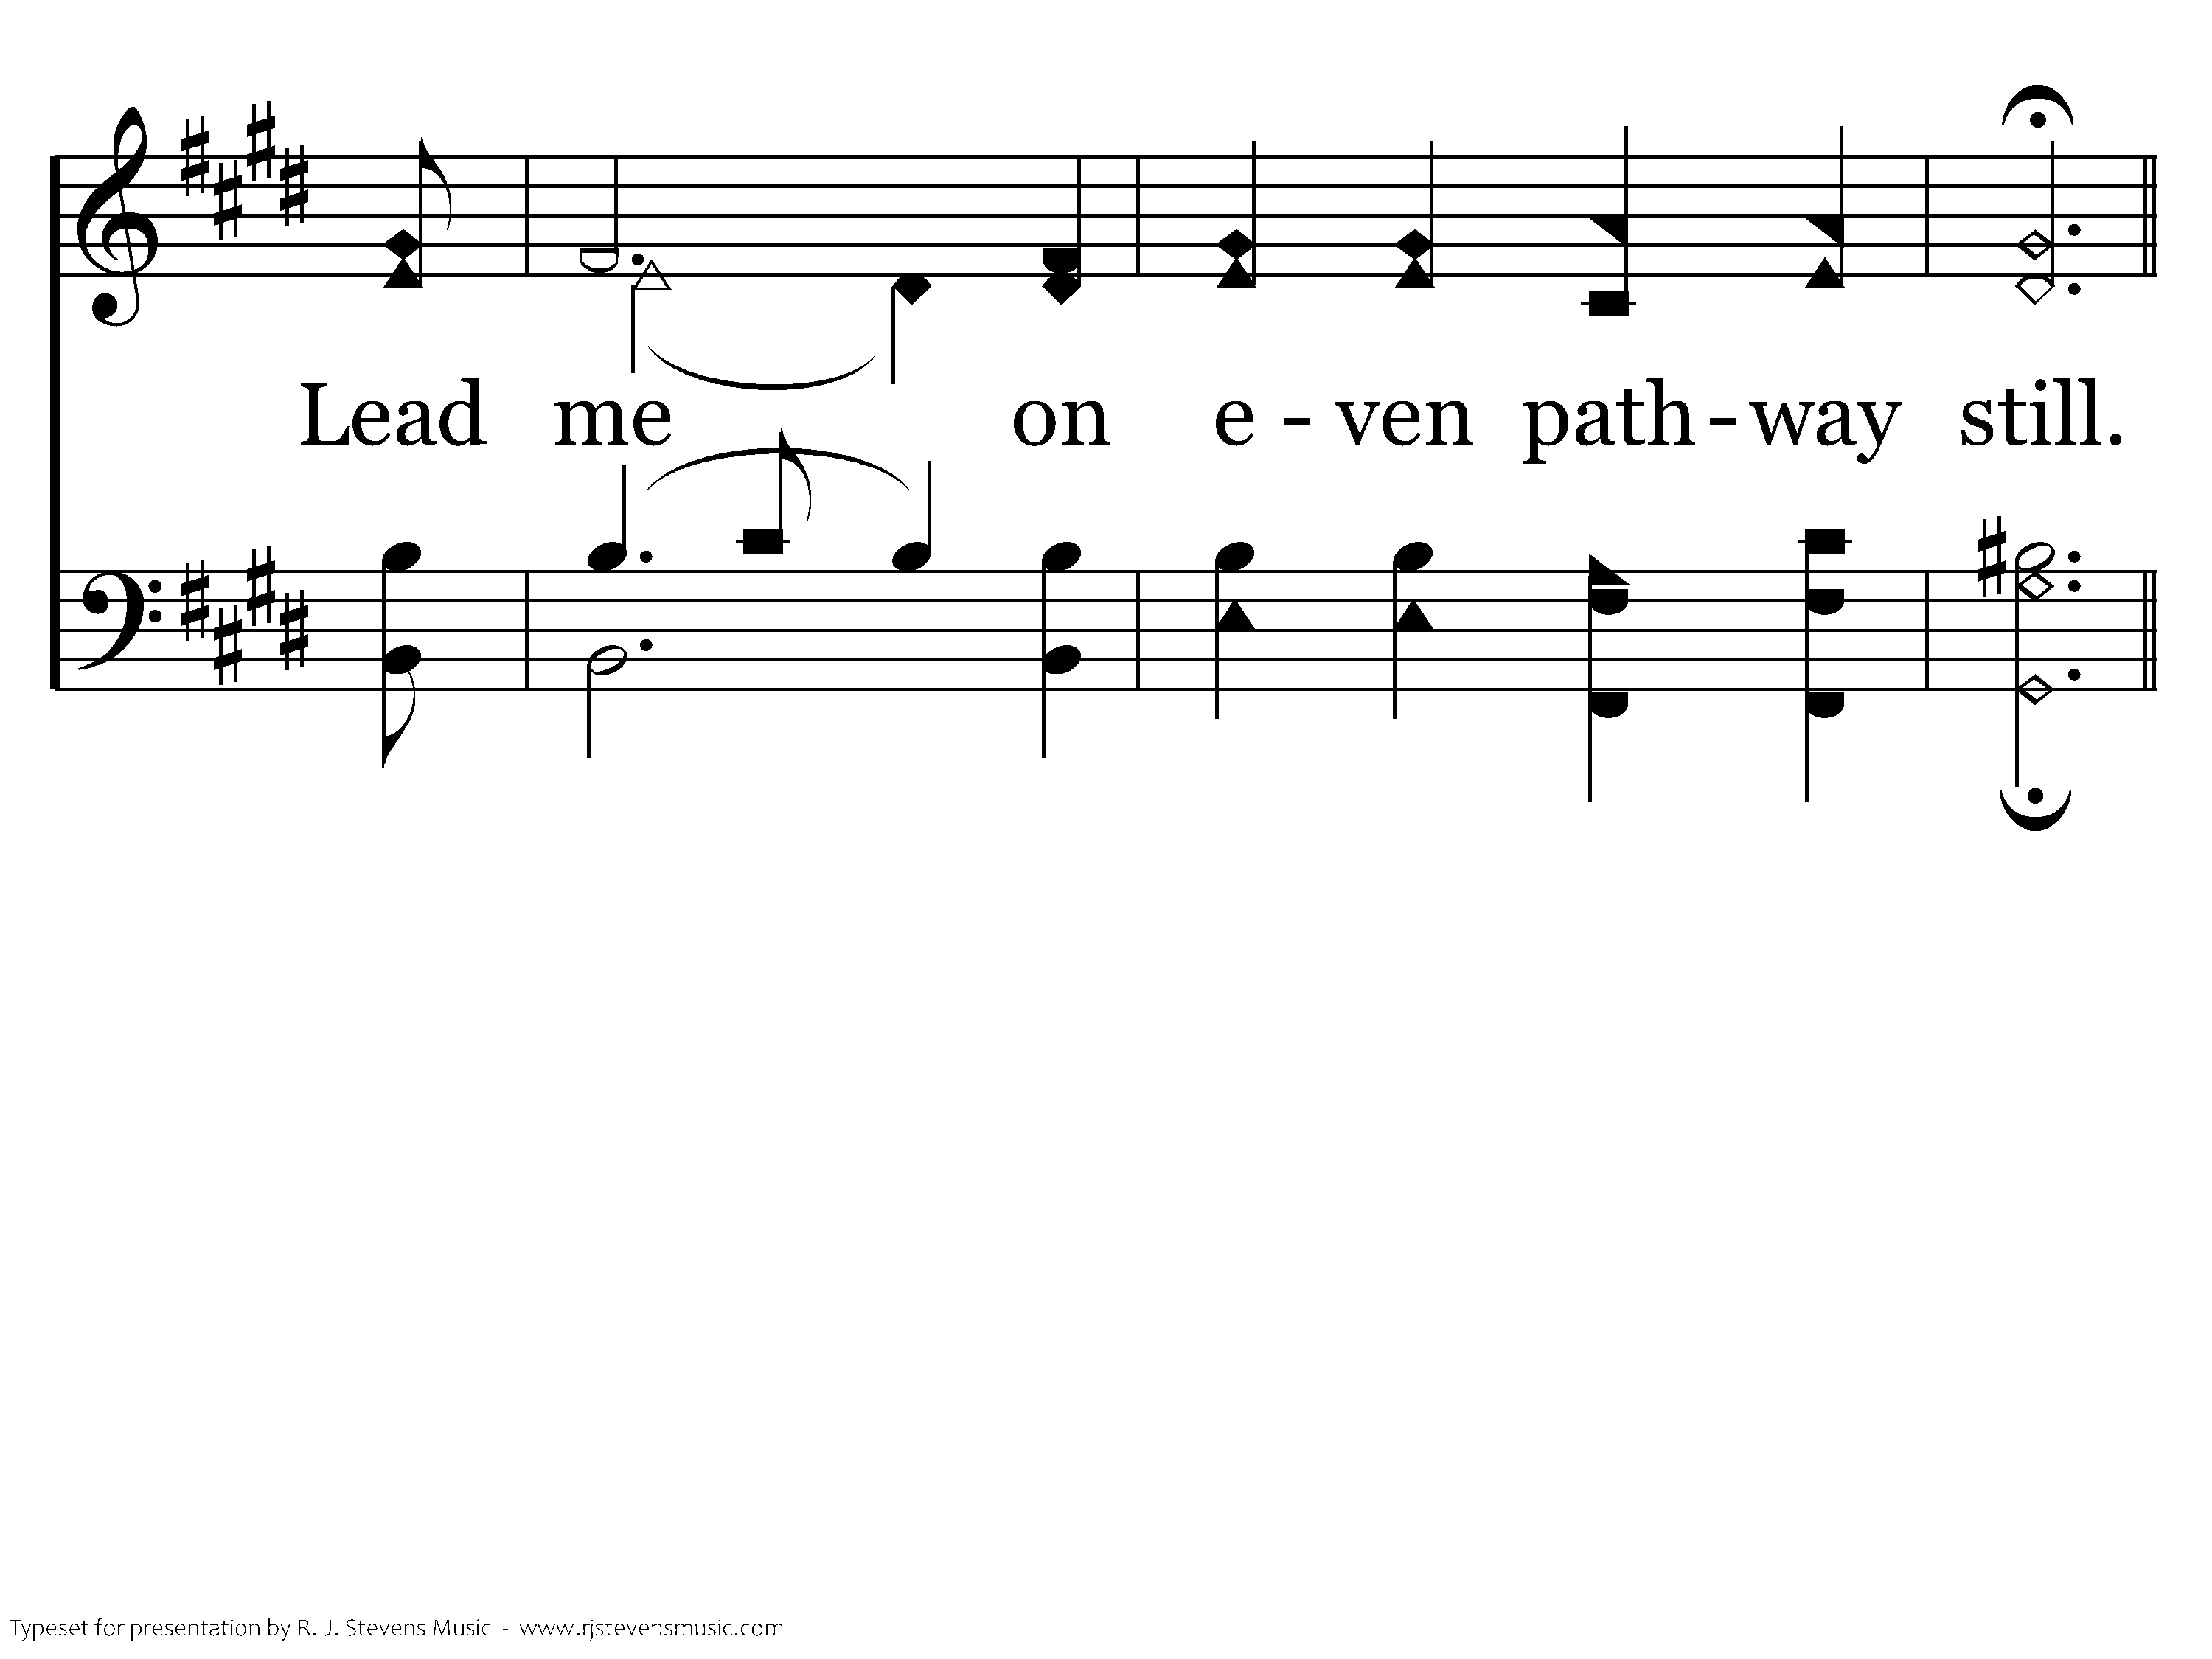 Lead me on e - ven path - way still.
Typeset for presentation by R. J. Stevens Music - www.rjstevensmusic.com